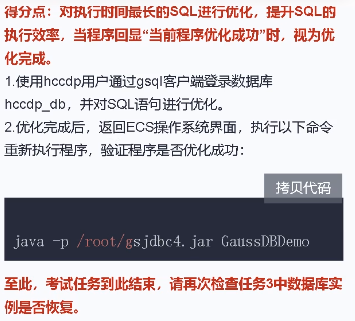 得分点：对执行时间最长的SQL进行优化，提升SQL的
执行效率，当程序回显“当前程序优化成功”时，视为优
化完成。
1.使用hccdp用户通过gsql客户端登录数据库
hccdp_db，并对SQL语句进行优化。
2.优化完成后，返回ECS操作系统界面，执行以下命令
重新执行程序，验证程序是否优化成功：
拷贝代码
java -p /root/gsjdbc4.jar GaussDBDemo
至此，考试任务到此结束，请再次检查任务3中数据库实
例是否恢复。